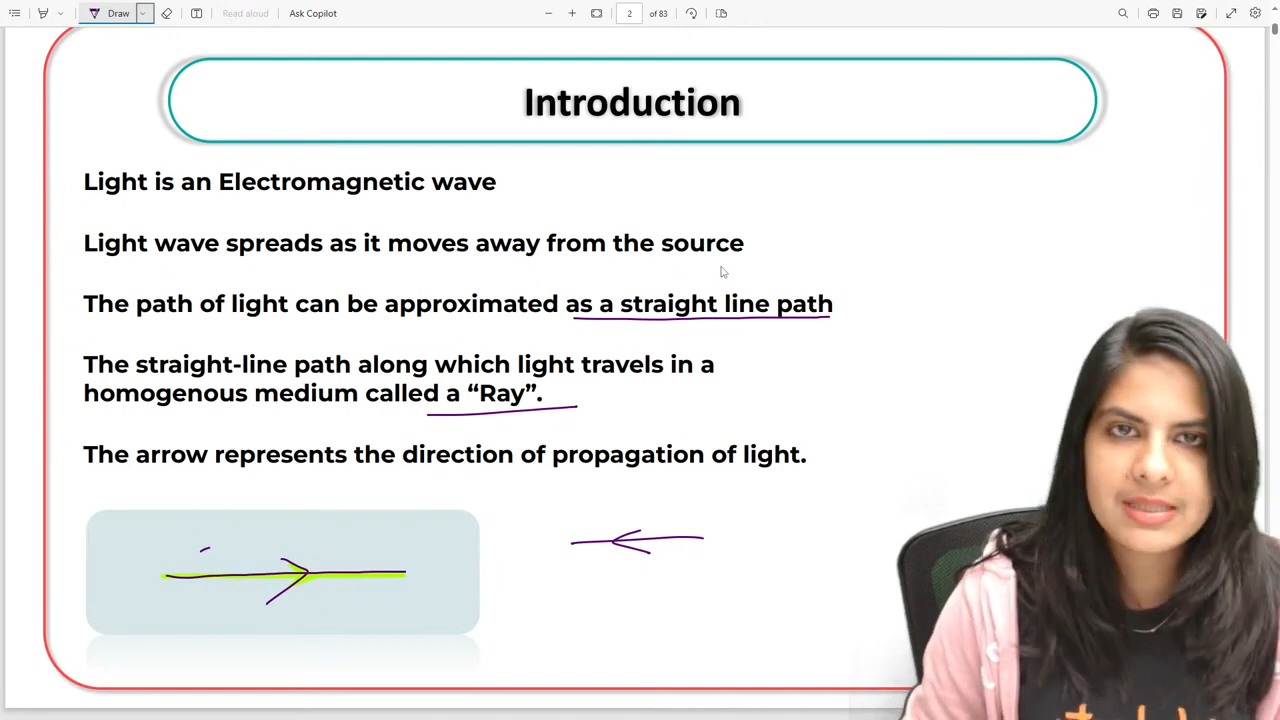 Draw
Read aloud
Ask Copilot
2
of 83
Introduction
Light is an Electromagnetic wave
Light wave spreads as it moves away from the source
The path of light can be approximated as a straight line path
The straight-line path along which light travels in a
homogenous medium called a “Ray”.
The arrow represents the direction of propagation of light.